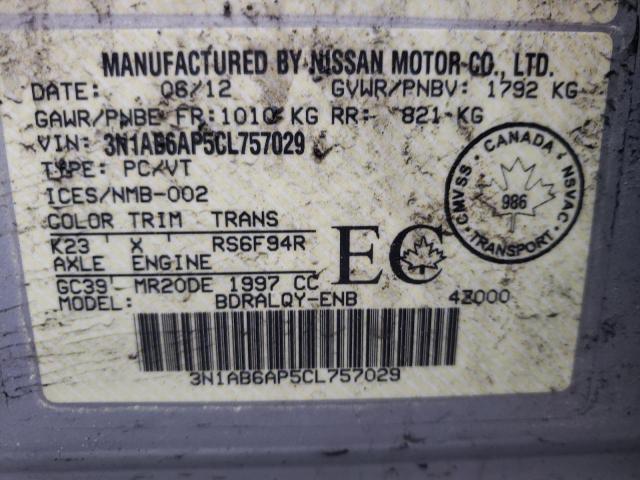 MANUFACTURED BY NISSAN MOTOR CO., LTD.
DATE: 06/12 GVWR/PNBV: 1792 KG
GAWR/PNBE FR: 1010 KG RR: 821 KG
VIN: 3N1AB6AP5CL757029
TYPE: PC/VT
ICES/NMB-002
COLOR TRIM TRANS
K23 X RS6F94R
AXLE ENGINE
GC39 MR20DE 1997 CC
MODEL: BDRALQY-ENB 4Z000
EC
CMVSS · CANADA · NSVAC · TRANSPORT ·
986
3N1AB6AP5CL757029